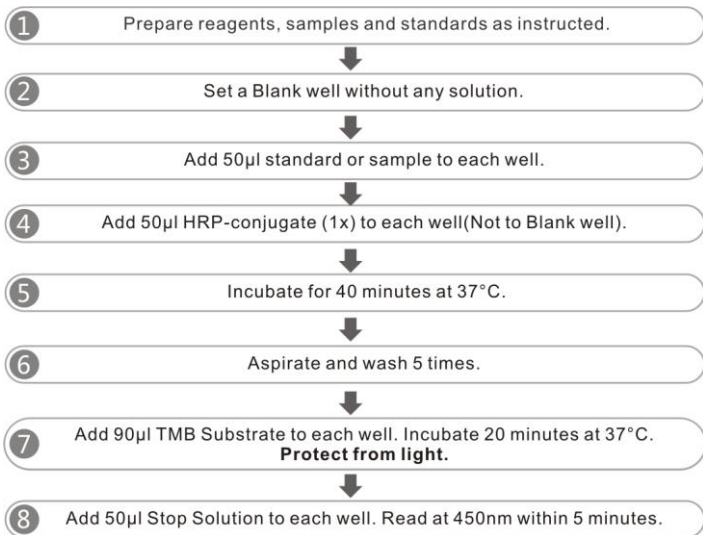 1 Prepare reagents, samples and standards as instructed.
2 Set a Blank well without any solution.
3 Add 50µl standard or sample to each well.
4 Add 50µl HRP-conjugate (1x) to each well(Not to Blank well).
5 Incubate for 40 minutes at 37°C.
6 Aspirate and wash 5 times.
7 Add 90µl TMB Substrate to each well. Incubate 20 minutes at 37°C.
Protect from light.
8 Add 50µl Stop Solution to each well. Read at 450nm within 5 minutes.